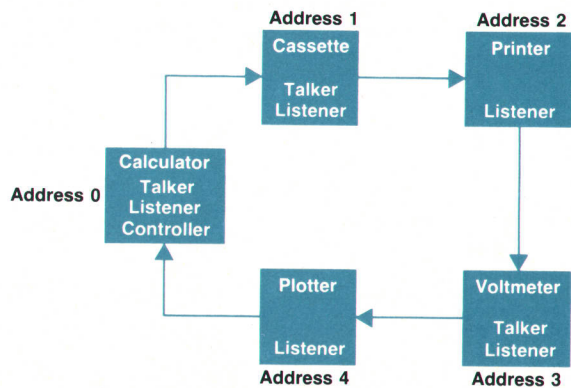 Address 1
Cassette
Talker
Listener
Address 2
Printer
Listener
Address 0
Calculator
Talker
Listener
Controller
Plotter
Listener
Address 4
Voltmeter
Talker
Listener
Address 3